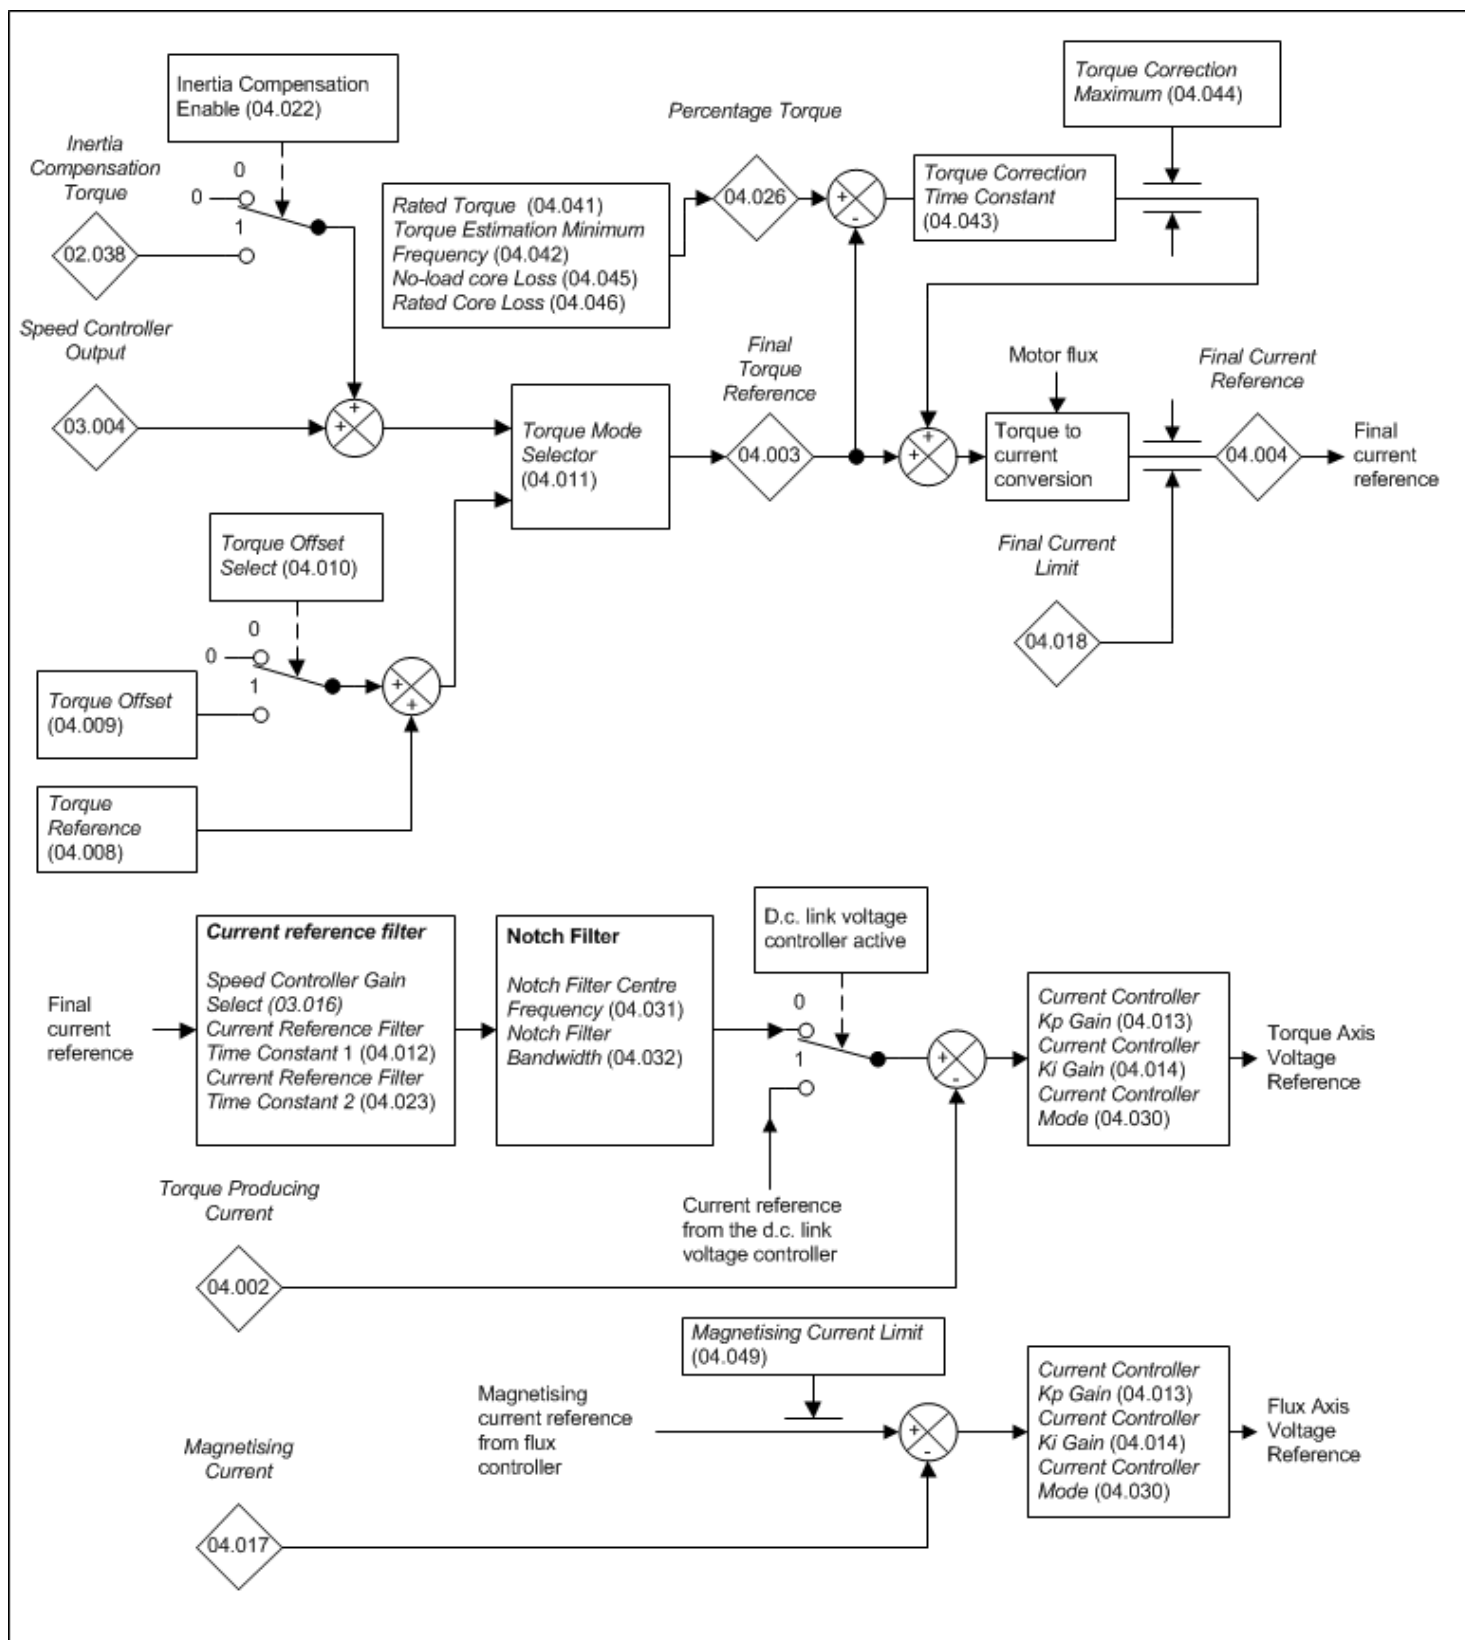 Inertia Compensation
Enable (04.022)
Inertia
Compensation
Torque
0
0
1
02.038
Speed Controller
Output
03.004
+
+
Rated Torque (04.041)
Torque Estimation Minimum
Frequency (04.042)
No-load core Loss (04.045)
Rated Core Loss (04.046)
Percentage Torque
04.026
+
-
Torque Correction
Time Constant
(04.043)
Torque Correction
Maximum (04.044)
Torque Mode
Selector
(04.011)
Final
Torque
Reference
04.003
+
+
Motor flux
Torque to
current
conversion
Final Current
Reference
04.004
Final
current
reference
Final Current
Limit
04.018
Torque Offset
Select (04.010)
0
0
1
+
+
Torque Offset
(04.009)
Torque
Reference
(04.008)
Final
current
reference
Current reference filter
Speed Controller Gain
Select (03.016)
Current Reference Filter
Time Constant 1 (04.012)
Current Reference Filter
Time Constant 2 (04.023)
Notch Filter
Notch Filter Centre
Frequency (04.031)
Notch Filter
Bandwidth (04.032)
D.c. link voltage
controller active
0
1
+
-
Current Controller
Kp Gain (04.013)
Current Controller
Ki Gain (04.014)
Current Controller
Mode (04.030)
Torque Axis
Voltage
Reference
Current reference
from the d.c. link
voltage controller
Torque Producing
Current
04.002
Magnetising Current Limit
(04.049)
Magnetising
current reference
from flux
controller
+
-
Current Controller
Kp Gain (04.013)
Current Controller
Ki Gain (04.014)
Current Controller
Mode (04.030)
Flux Axis
Voltage
Reference
Magnetising
Current
04.017